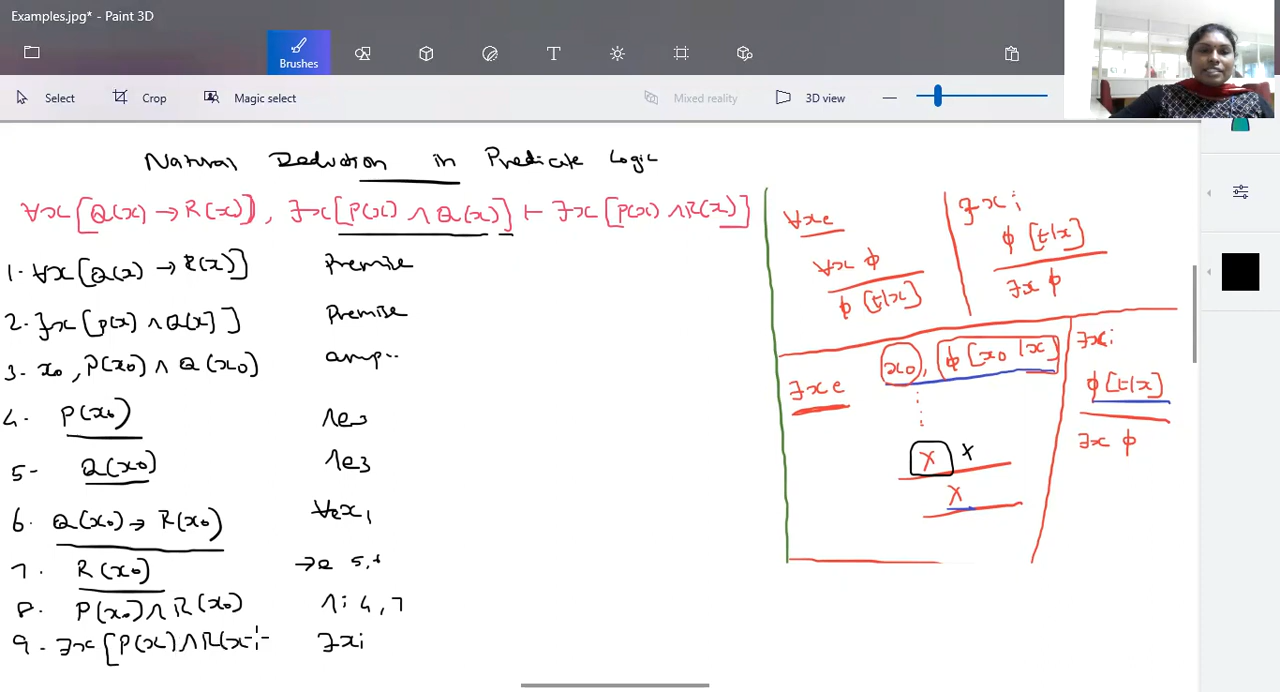 Examples.jpg* - Paint 3D
Brushes
Select
Crop
Magic select
Mixed reality
3D view
Natural Deduction in Predicate Logic
∀x[Q(x) → R(x)], ∃x[P(x) ∧ Q(x)] ⊢ ∃x[P(x) ∧ R(x)]
1. ∀x[Q(x) → R(x)] Premise
2. ∃x[P(x) ∧ Q(x)] Premise
3. x₀, P(x₀) ∧ Q(x₀)
4. P(x₀) ∧e3
5- Q(x₀) ∧e3
6. Q(x₀) → R(x₀) ∀ex 1
7. R(x₀) →e 5,6
8. P(x₀) ∧ R(x₀) ∧i 4,7
9. ∃x[P(x) ∧ R(x) ∃xi
∀xe
∀x ϕ
ϕ [t/x]
∃xi
ϕ [t/x]
∃x ϕ
∃xe
x₀, ϕ[x₀/x]
χ x
χ
∃xi
ϕ[t/x]
∃x ϕ